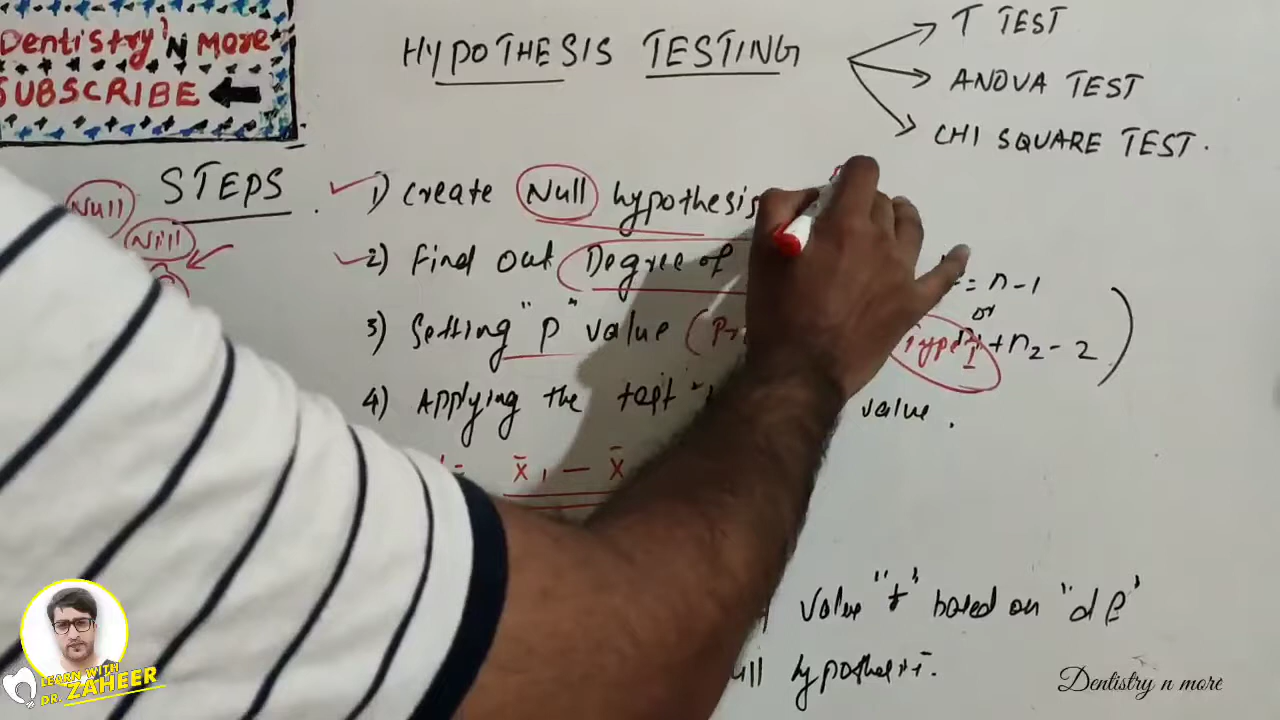 Dentistry'N MORE
SUBSCRIBE
HYPOTHESIS TESTING
T TEST
ANOVA TEST
CHI SQUARE TEST.
STEPS
Null
Nill
1) Create Null hypothesis
2) Find out Degree of
= n - 1
or
3) Setting "P" value
Type I + n2 - 2
4) Applying the test
value.
x̄1 - x̄
value "t" based on "df"
hypothesis.
LEARN WITH
DR. ZAHEER
Dentistry n more